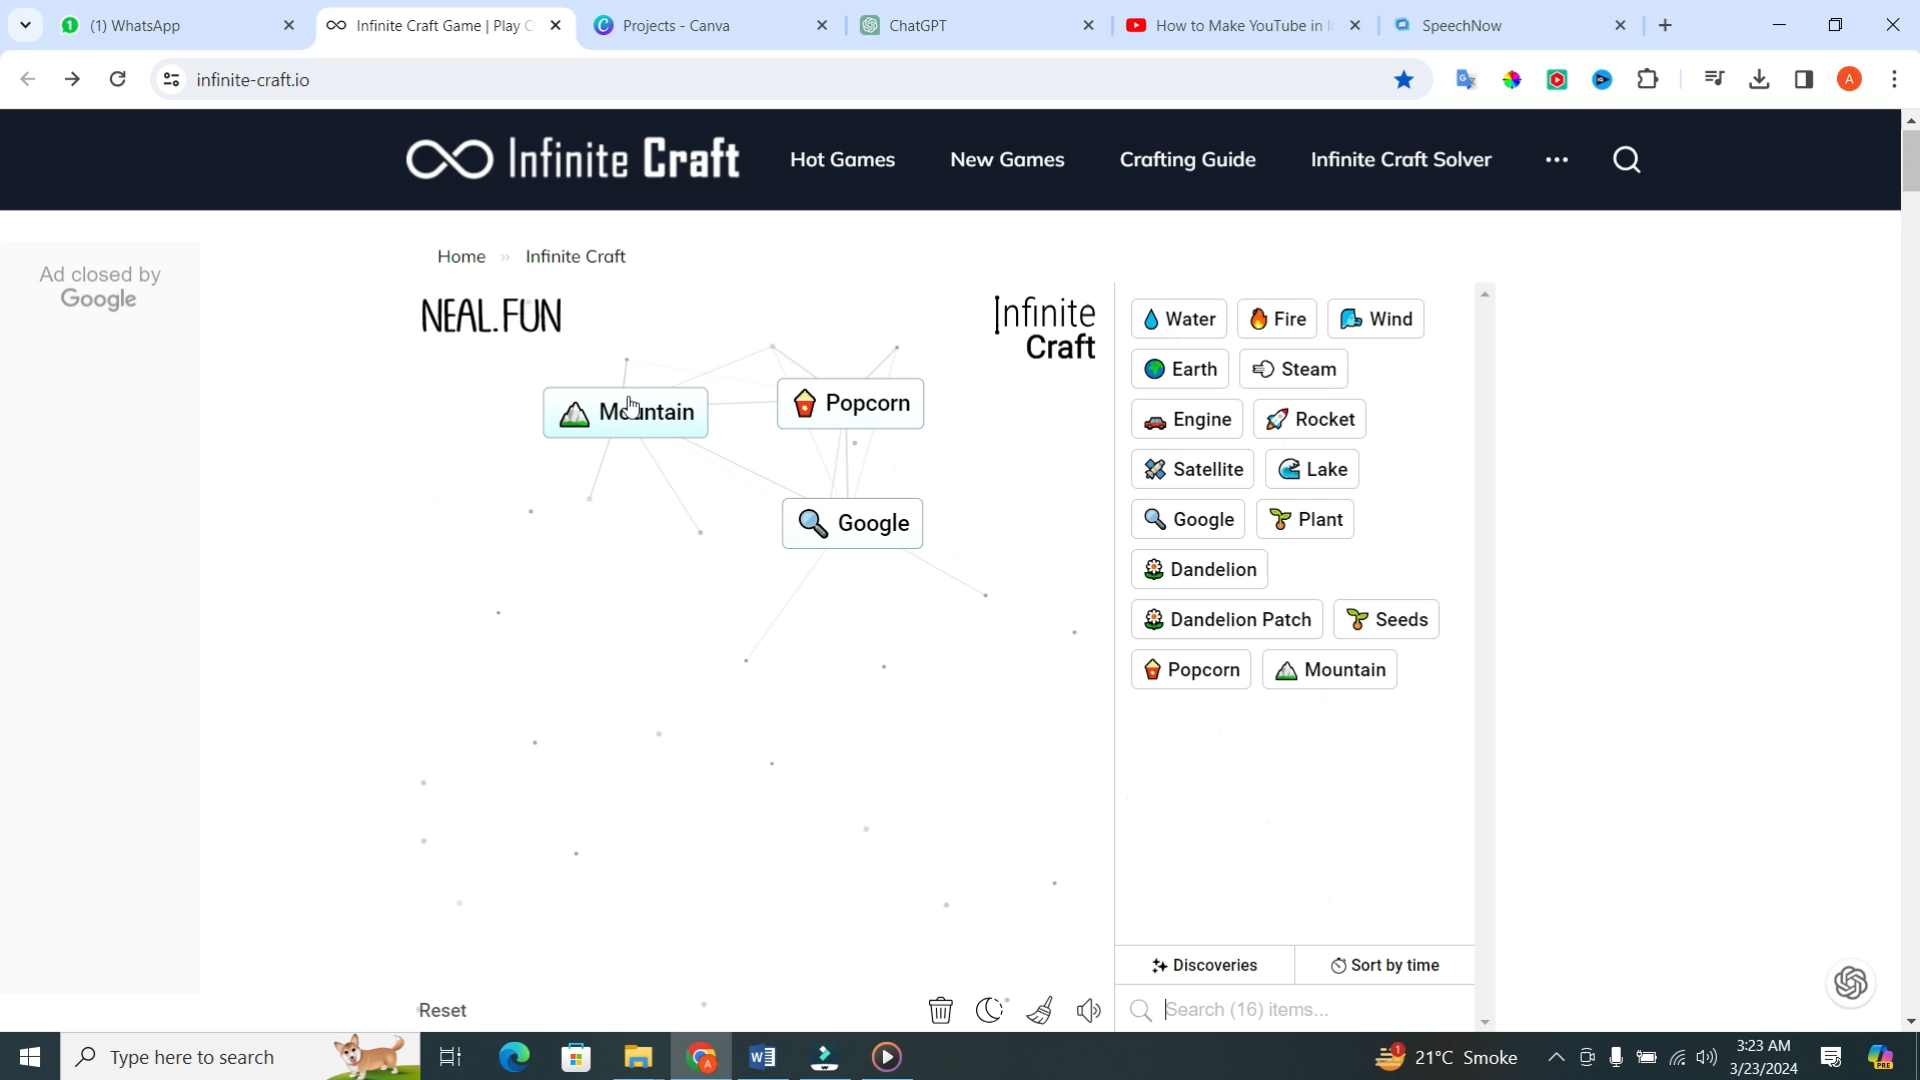 (1) WhatsApp
Infinite Craft Game | Play O
Projects - Canva
ChatGPT
How to Make YouTube in I
SpeechNow
infinite-craft.io
A
Infinite Craft
Hot Games
New Games
Crafting Guide
Infinite Craft Solver
Ad closed by
Google
Home » Infinite Craft
NEAL.FUN
Infinite
Craft
Mountain
Popcorn
Google
Water
Fire
Wind
Earth
Steam
Engine
Rocket
Satellite
Lake
Google
Plant
Dandelion
Dandelion Patch
Seeds
Popcorn
Mountain
Discoveries
Sort by time
Reset
Search (16) items...
Type here to search
21°C Smoke
3:23 AM
3/23/2024